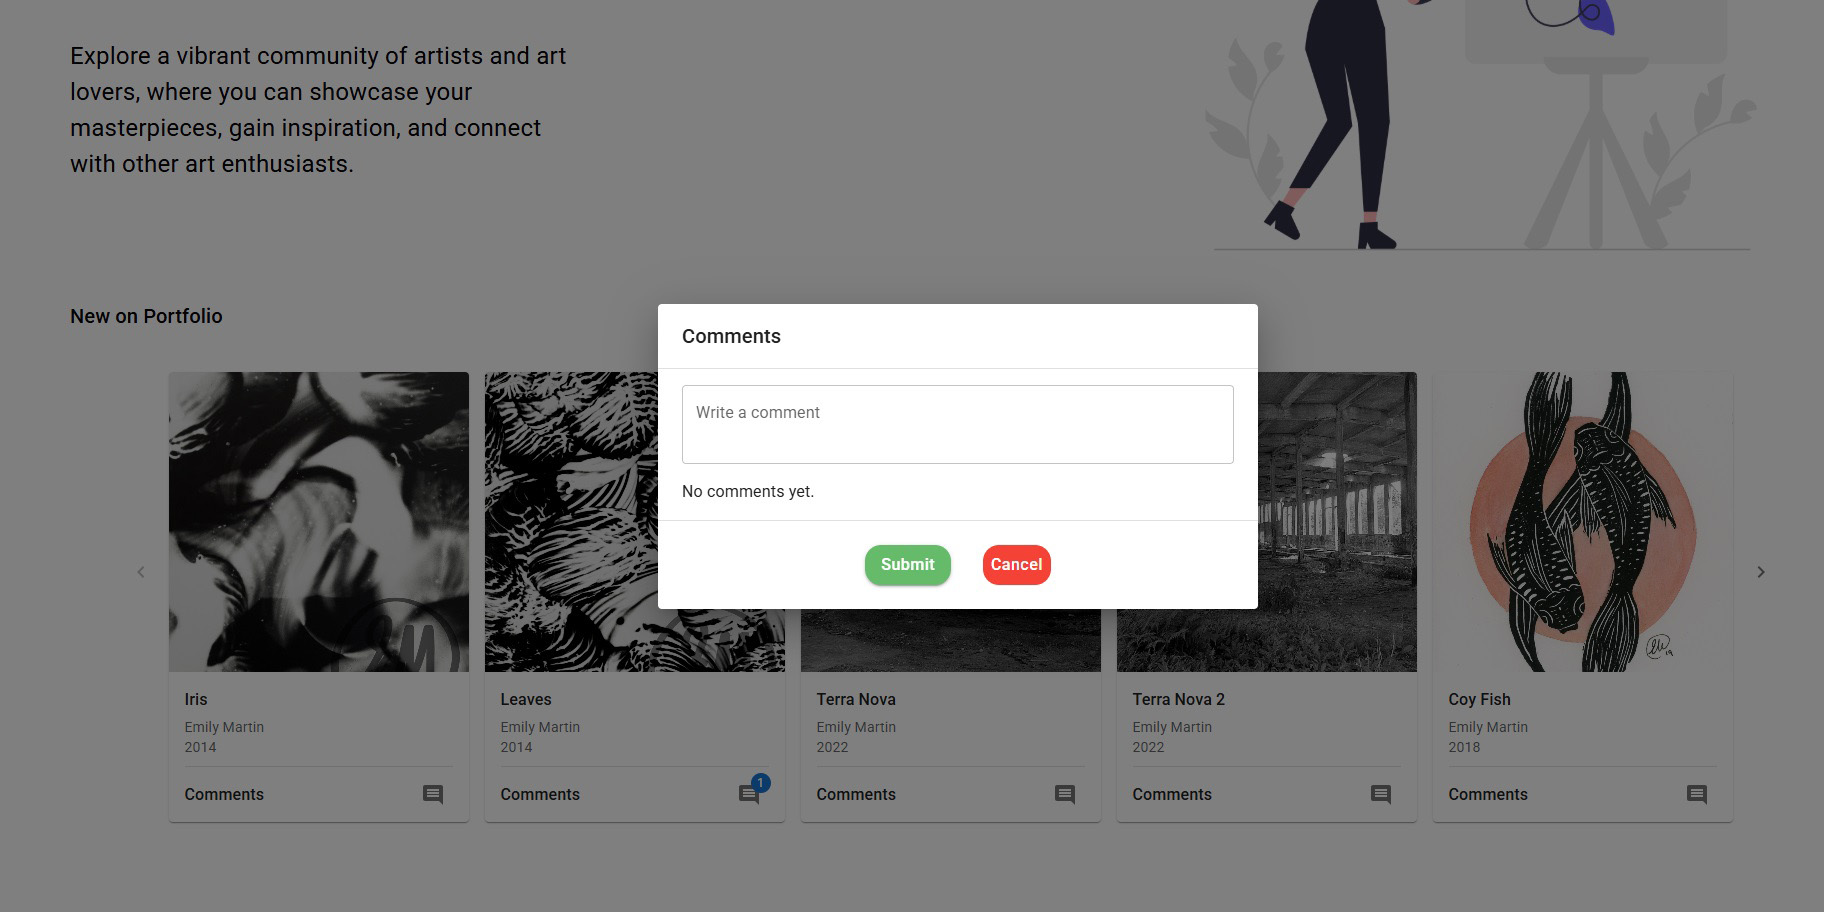 Explore a vibrant community of artists and art
lovers, where you can showcase your
masterpieces, gain inspiration, and connect
with other art enthusiasts.
New on Portfolio
Comments
Write a comment
No comments yet.
Submit
Cancel
Iris
Emily Martin
2014
Comments
Leaves
Emily Martin
2014
Comments
1
Terra Nova
Emily Martin
2022
Comments
Terra Nova 2
Emily Martin
2022
Comments
Coy Fish
Emily Martin
2018
Comments